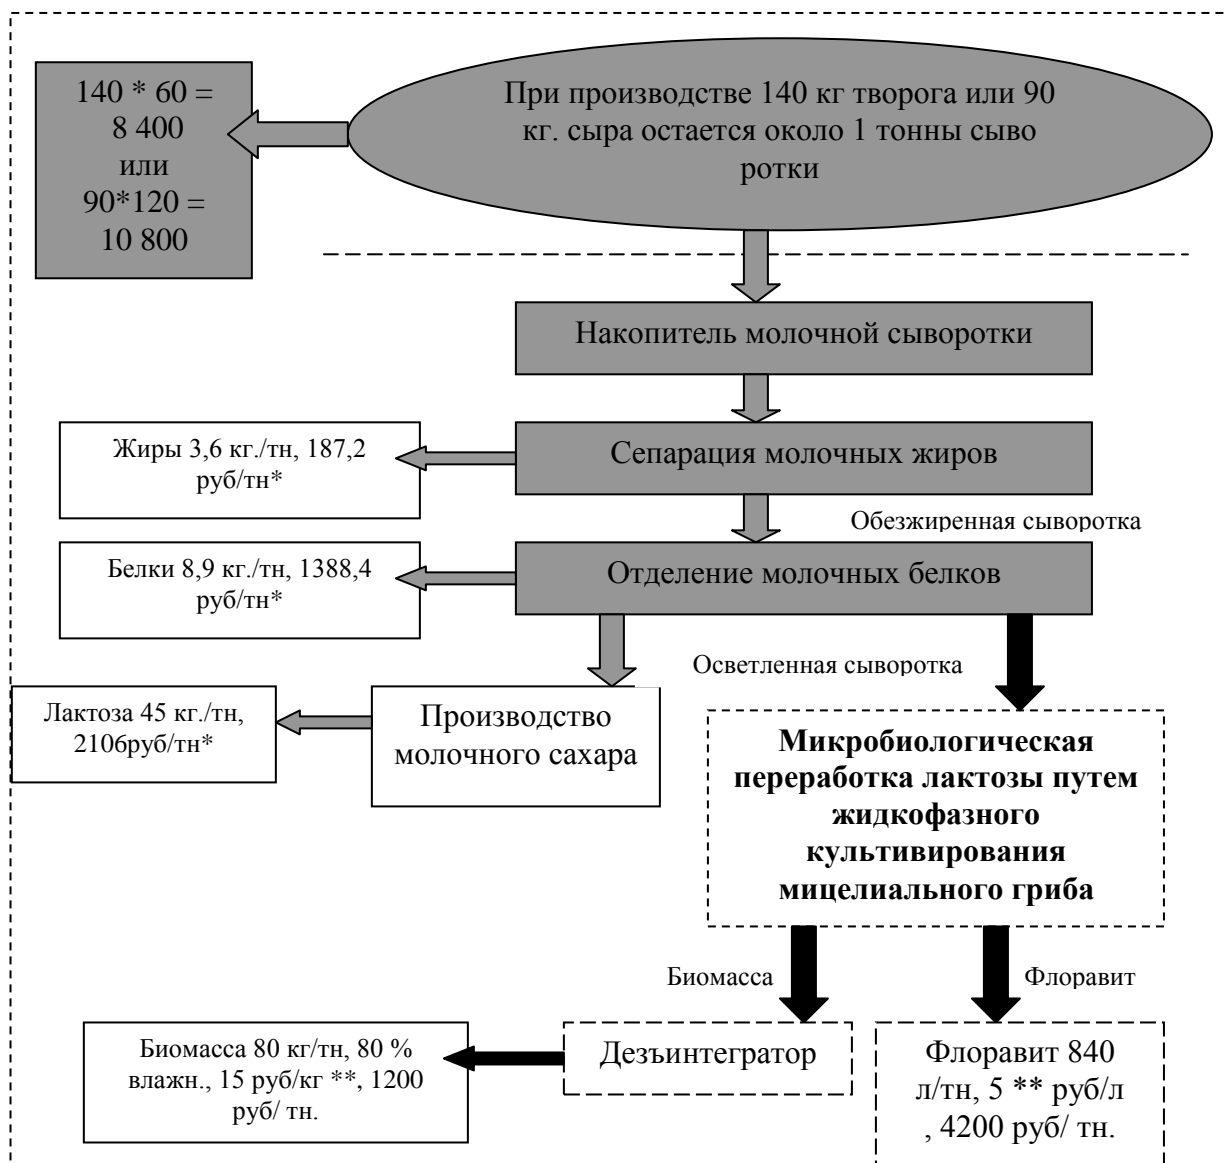 140 * 60 =
8 400
или
90*120 =
10 800
При производстве 140 кг творога или 90
кг. сыра остается около 1 тонны сыво
ротки
Накопитель молочной сыворотки
Жиры 3,6 кг./тн, 187,2
руб/тн*
Сепарация молочных жиров
Обезжиренная сыворотка
Белки 8,9 кг./тн, 1388,4
руб/тн*
Отделение молочных белков
Осветленная сыворотка
Лактоза 45 кг./тн,
2106руб/тн*
Производство
молочного сахара
Микробиологическая
переработка лактозы путем
жидкофазного
культивирования
мицелиального гриба
Биомасса
Флоравит
Биомасса 80 кг/тн, 80 %
влажн., 15 руб/кг **, 1200
руб/ тн.
Дезъинтегратор
Флоравит 840
л/тн, 5 ** руб/л
, 4200 руб/ тн.